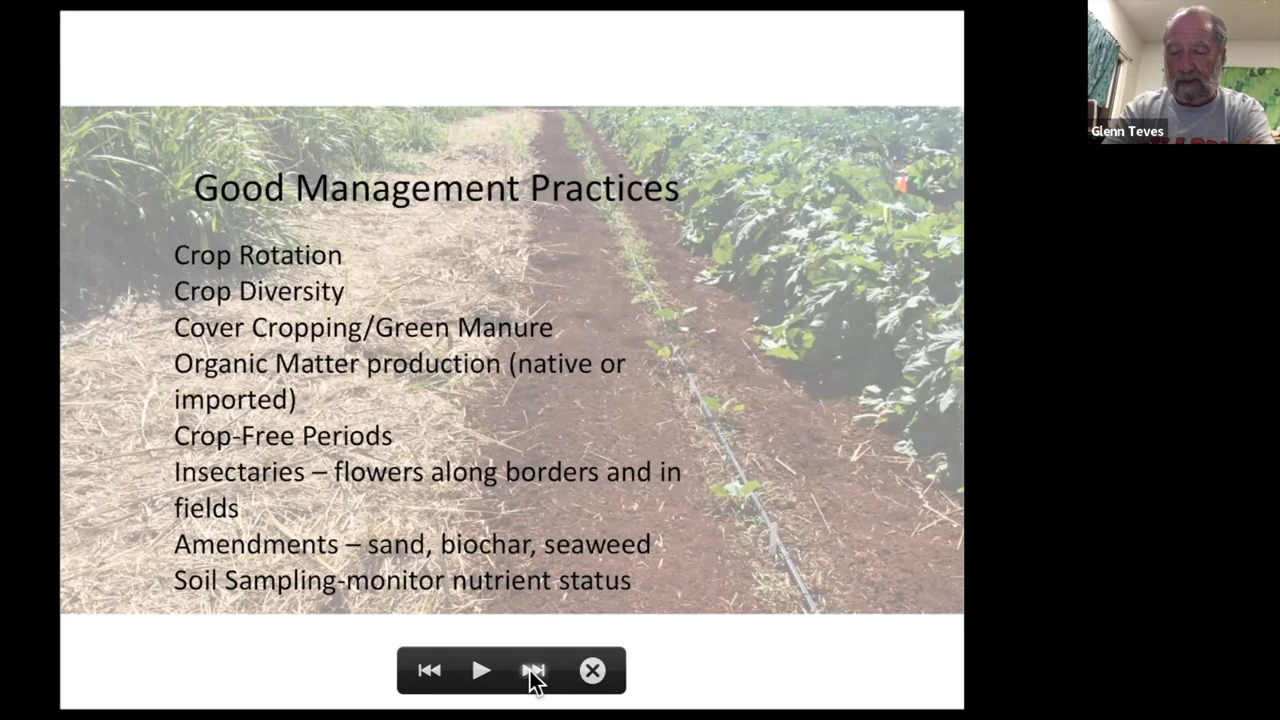 Glenn Teves
Good Management Practices
Crop Rotation
Crop Diversity
Cover Cropping/Green Manure
Organic Matter production (native or
imported)
Crop-Free Periods
Insectaries – flowers along borders and in
fields
Amendments – sand, biochar, seaweed
Soil Sampling-monitor nutrient status